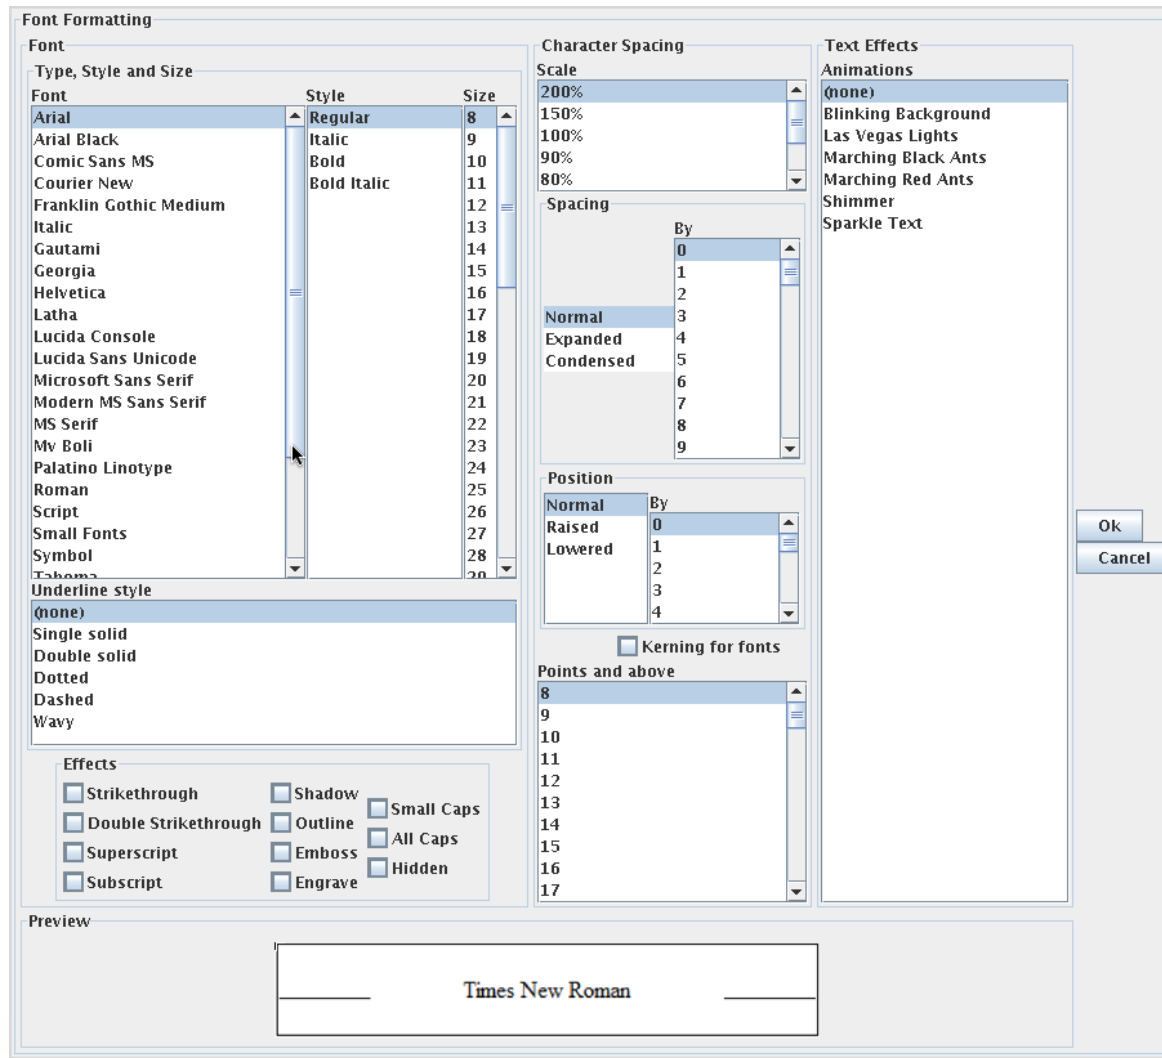 Font Formatting
Font
Type, Style and Size
Font
Arial
Arial Black
Comic Sans MS
Courier New
Franklin Gothic Medium
Italic
Gautami
Georgia
Helvetica
Latha
Lucida Console
Lucida Sans Unicode
Microsoft Sans Serif
Modern MS Sans Serif
MS Serif
Mv Boli
Palatino Linotype
Roman
Script
Small Fonts
Symbol
Tahoma
Style
Regular
Italic
Bold
Bold Italic
Size
8
9
10
11
12
13
14
15
16
17
18
19
20
21
22
23
24
25
26
27
28
29
Underline style
(none)
Single solid
Double solid
Dotted
Dashed
Wavy
Effects
Strikethrough
Double Strikethrough
Superscript
Subscript
Shadow
Outline
Emboss
Engrave
Small Caps
All Caps
Hidden
Character Spacing
Scale
200%
150%
100%
90%
80%
Spacing
Normal
Expanded
Condensed
By
0
1
2
3
4
5
6
7
8
9
Position
Normal
Raised
Lowered
By
0
1
2
3
4
Kerning for fonts
Points and above
8
9
10
11
12
13
14
15
16
17
Text Effects
Animations
(none)
Blinking Background
Las Vegas Lights
Marching Black Ants
Marching Red Ants
Shimmer
Sparkle Text
Ok
Cancel
Preview
Times New Roman